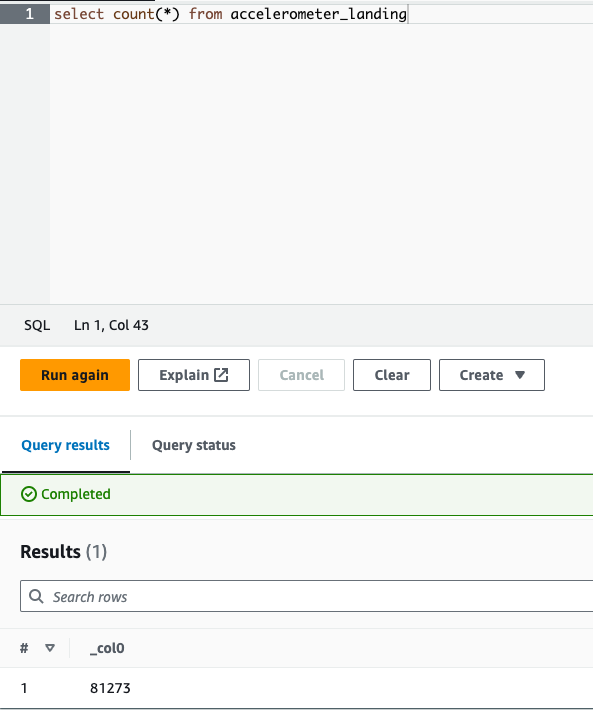 1 select count(*) from accelerometer_landing
SQL Ln 1, Col 43
Run again Explain Cancel Clear Create
Query results Query status
Completed
Results (1)
Search rows
# _col0
1 81273